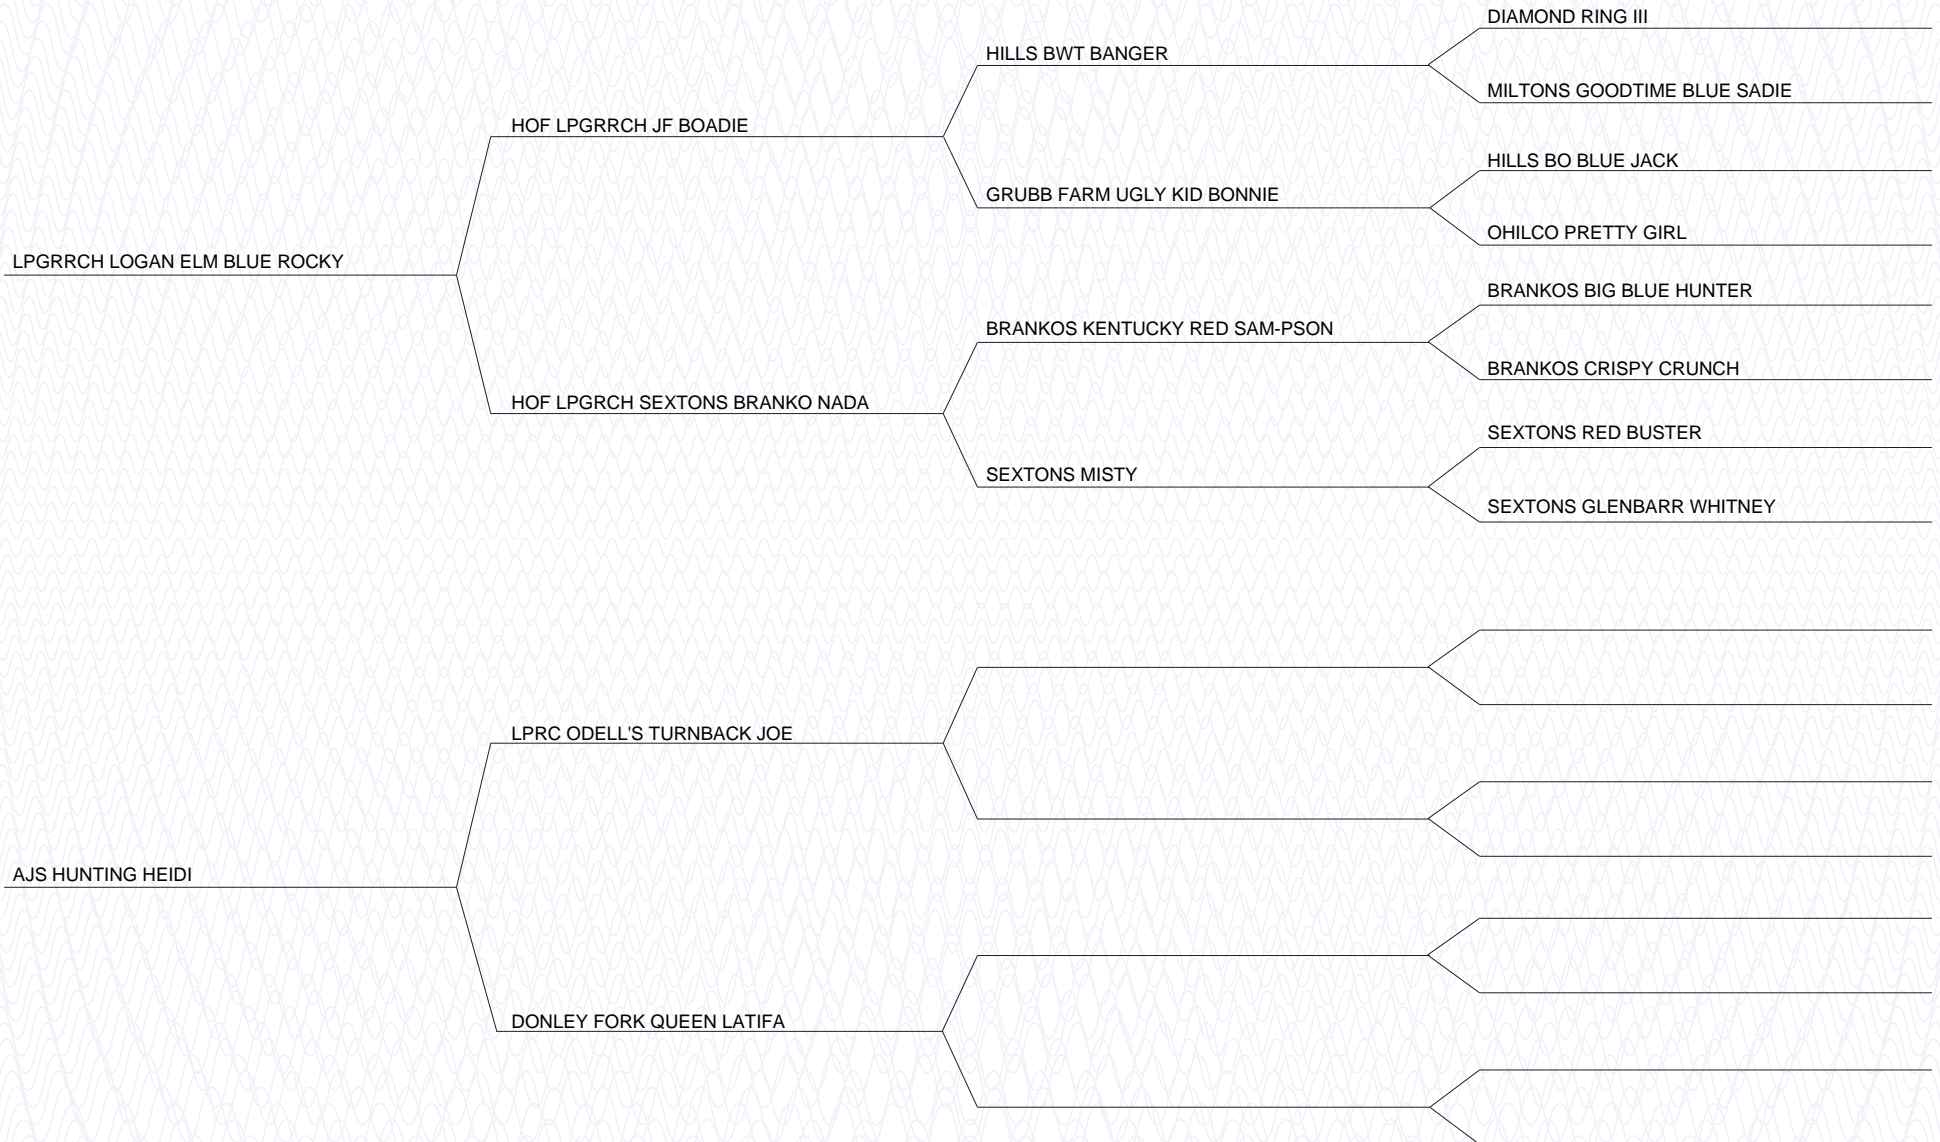 DIAMOND RING III
HILLS BWT BANGER
MILTONS GOODTIME BLUE SADIE
HOF LPGRRCH JF BOADIE
HILLS BO BLUE JACK
GRUBB FARM UGLY KID BONNIE
OHILCO PRETTY GIRL
LPGRRCH LOGAN ELM BLUE ROCKY
BRANKOS BIG BLUE HUNTER
BRANKOS KENTUCKY RED SAM-PSON
BRANKOS CRISPY CRUNCH
HOF LPGRCH SEXTONS BRANKO NADA
SEXTONS RED BUSTER
SEXTONS MISTY
SEXTONS GLENBARR WHITNEY
LPRC ODELL'S TURNBACK JOE
AJS HUNTING HEIDI
DONLEY FORK QUEEN LATIFA